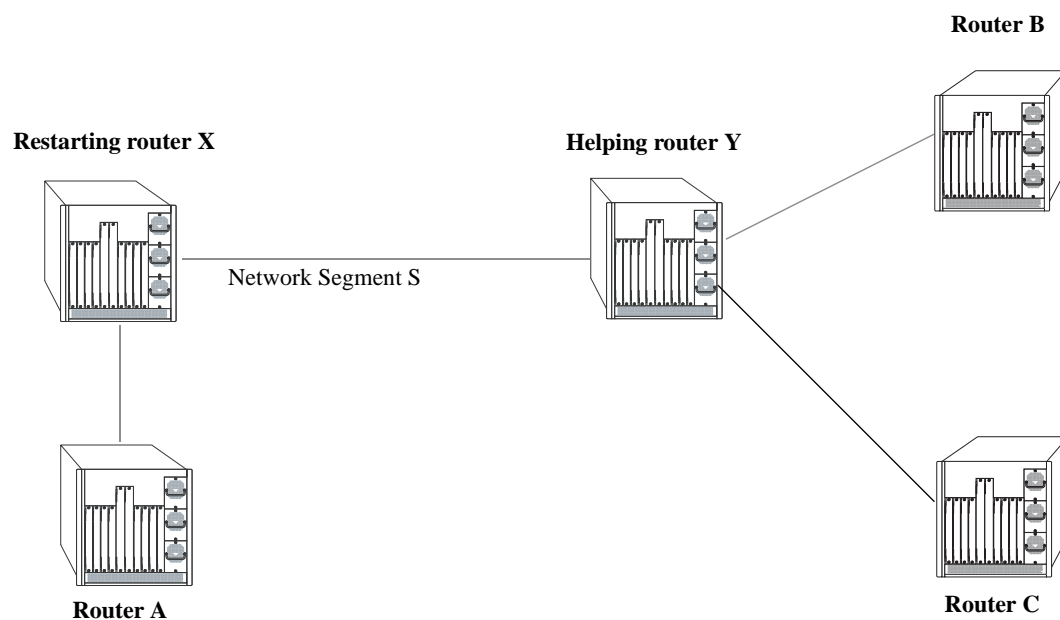 Router B
Restarting router X
Helping router Y
Network Segment S
Router A
Router C